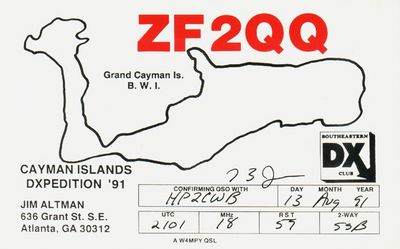 ZF2QQ
Grand Cayman Is.
B. W. I.
SOUTHEASTERN
DX
CLUB
CAYMAN ISLANDS
DXPEDITION '91
JIM ALTMAN
636 Grant St. S.E.
Atlanta, GA 30312
73
CONFIRMING QSO WITH DAY MONTH YEAR
HP2CWB 13 Aug 91
UTC MHz RST 2-WAY
2101 18 59 SSB
A W4MPY QSL